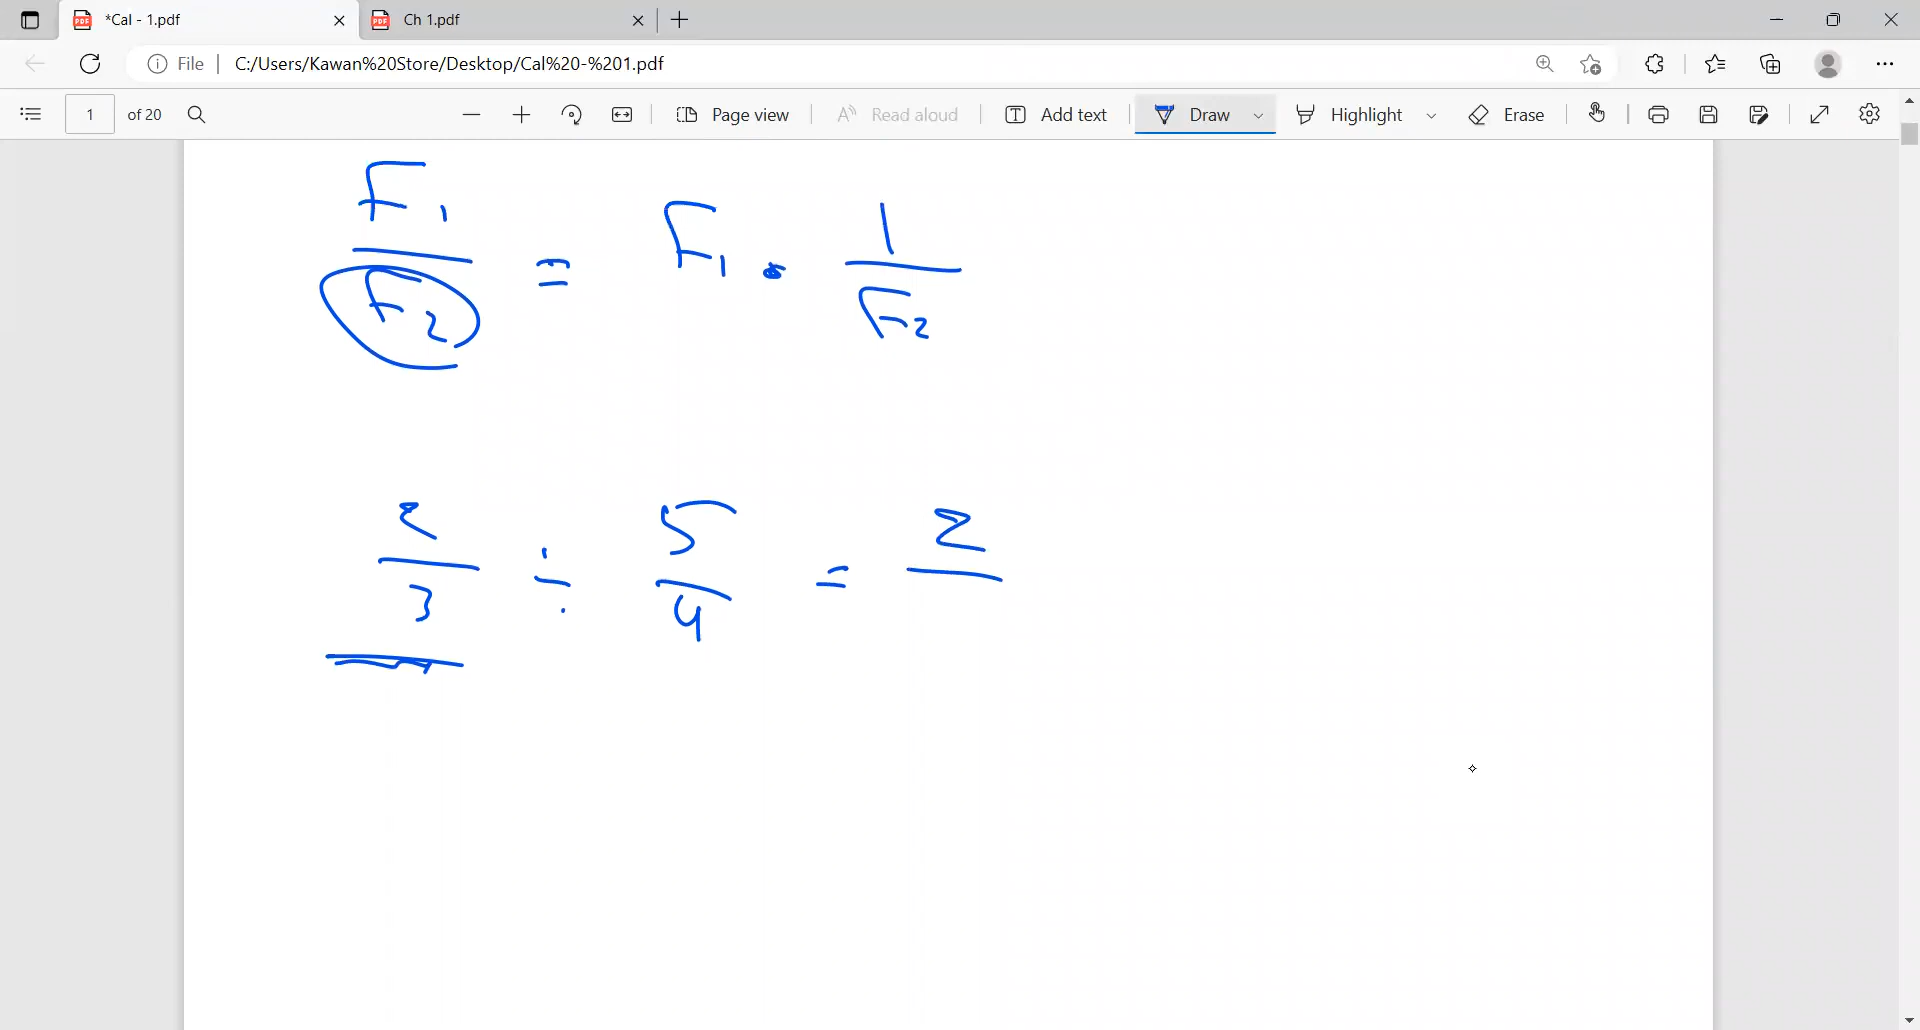 *Cal - 1.pdf
Ch 1.pdf
File | C:/Users/Kawan%20Store/Desktop/Cal%20-%201.pdf
1 of 20 Page view Read aloud Add text Draw Highlight Erase
F₁/F₂ = F₁ • 1/F₂
2/3 ÷ 5/4 = 2/